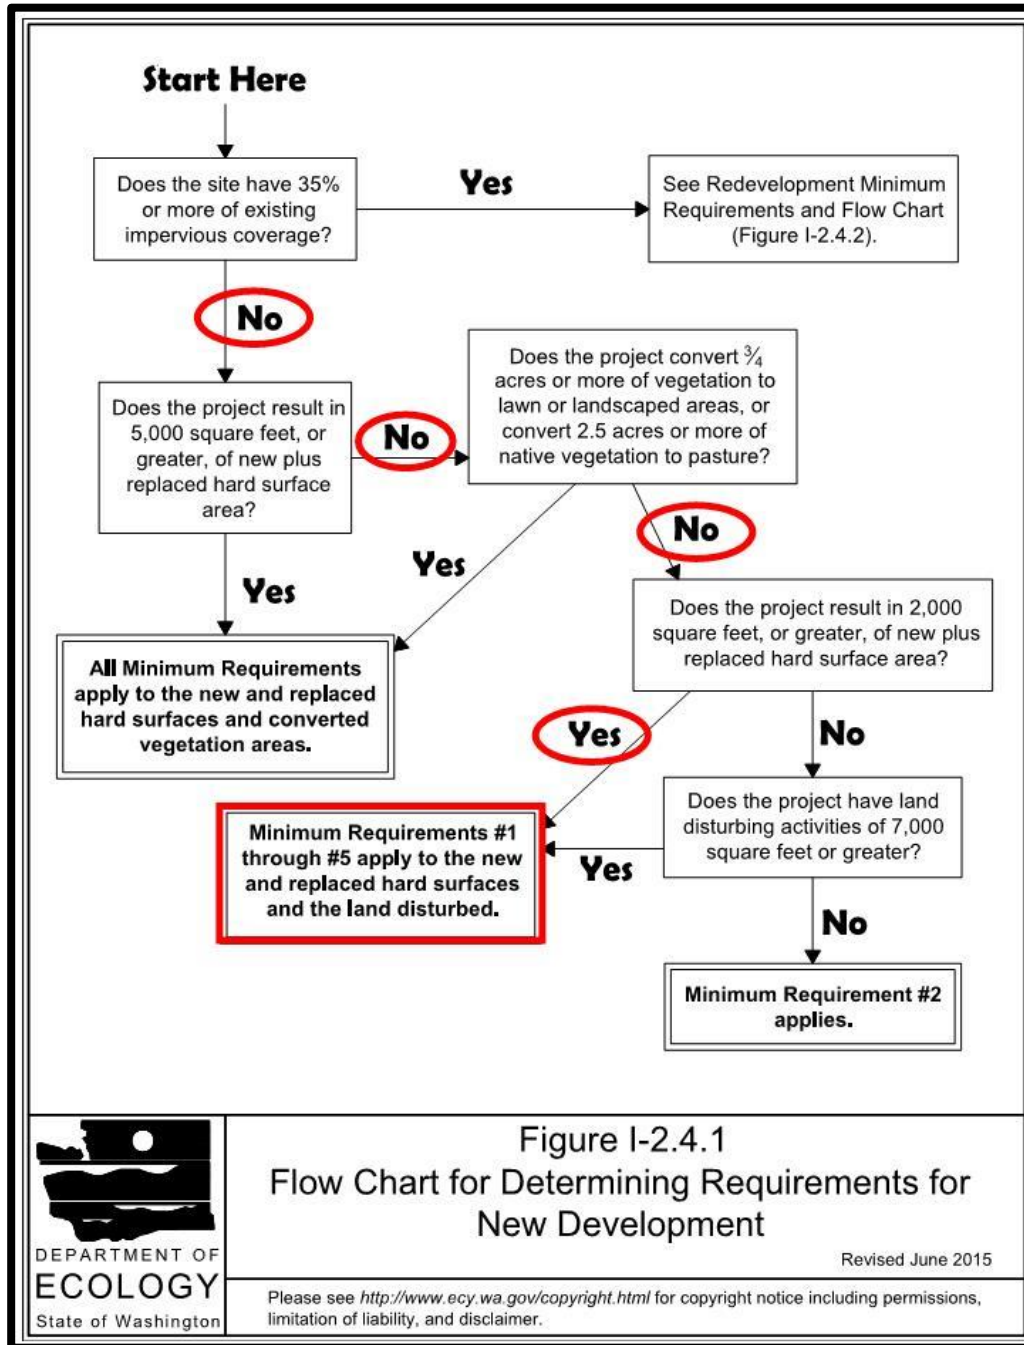 Start Here
Does the site have 35%
or more of existing
impervious coverage?
Yes
See Redevelopment Minimum
Requirements and Flow Chart
(Figure I-2.4.2).
No
Does the project result in
5,000 square feet, or
greater, of new plus
replaced hard surface
area?
No
Does the project convert ¾
acres or more of vegetation to
lawn or landscaped areas, or
convert 2.5 acres or more of
native vegetation to pasture?
Yes
Yes
No
Does the project result in 2,000
square feet, or greater, of new plus
replaced hard surface area?
All Minimum Requirements
apply to the new and replaced
hard surfaces and converted
vegetation areas.
Yes
No
Does the project have land
disturbing activities of 7,000
square feet or greater?
Yes
Minimum Requirements #1
through #5 apply to the new
and replaced hard surfaces
and the land disturbed.
No
Minimum Requirement #2
applies.
DEPARTMENT OF
ECOLOGY
State of Washington
Figure I-2.4.1
Flow Chart for Determining Requirements for
New Development
Revised June 2015
Please see http://www.ecy.wa.gov/copyright.html for copyright notice including permissions,
limitation of liability, and disclaimer.